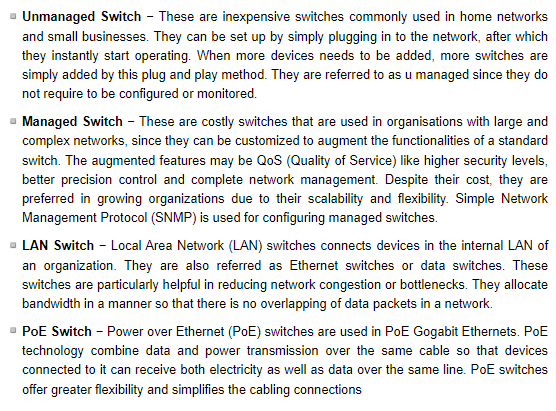 Unmanaged Switch − These are inexpensive switches commonly used in home networks
and small businesses. They can be set up by simply plugging in to the network, after which
they instantly start operating. When more devices needs to be added, more switches are
simply added by this plug and play method. They are referred to as u managed since they do
not require to be configured or monitored.
Managed Switch − These are costly switches that are used in organisations with large and
complex networks, since they can be customized to augment the functionalities of a standard
switch. The augmented features may be QoS (Quality of Service) like higher security levels,
better precision control and complete network management. Despite their cost, they are
preferred in growing organizations due to their scalability and flexibility. Simple Network
Management Protocol (SNMP) is used for configuring managed switches.
LAN Switch − Local Area Network (LAN) switches connects devices in the internal LAN of
an organization. They are also referred as Ethernet switches or data switches. These
switches are particularly helpful in reducing network congestion or bottlenecks. They allocate
bandwidth in a manner so that there is no overlapping of data packets in a network.
PoE Switch − Power over Ethernet (PoE) switches are used in PoE Gogabit Ethernets. PoE
technology combine data and power transmission over the same cable so that devices
connected to it can receive both electricity as well as data over the same line. PoE switches
offer greater flexibility and simplifies the cabling connections